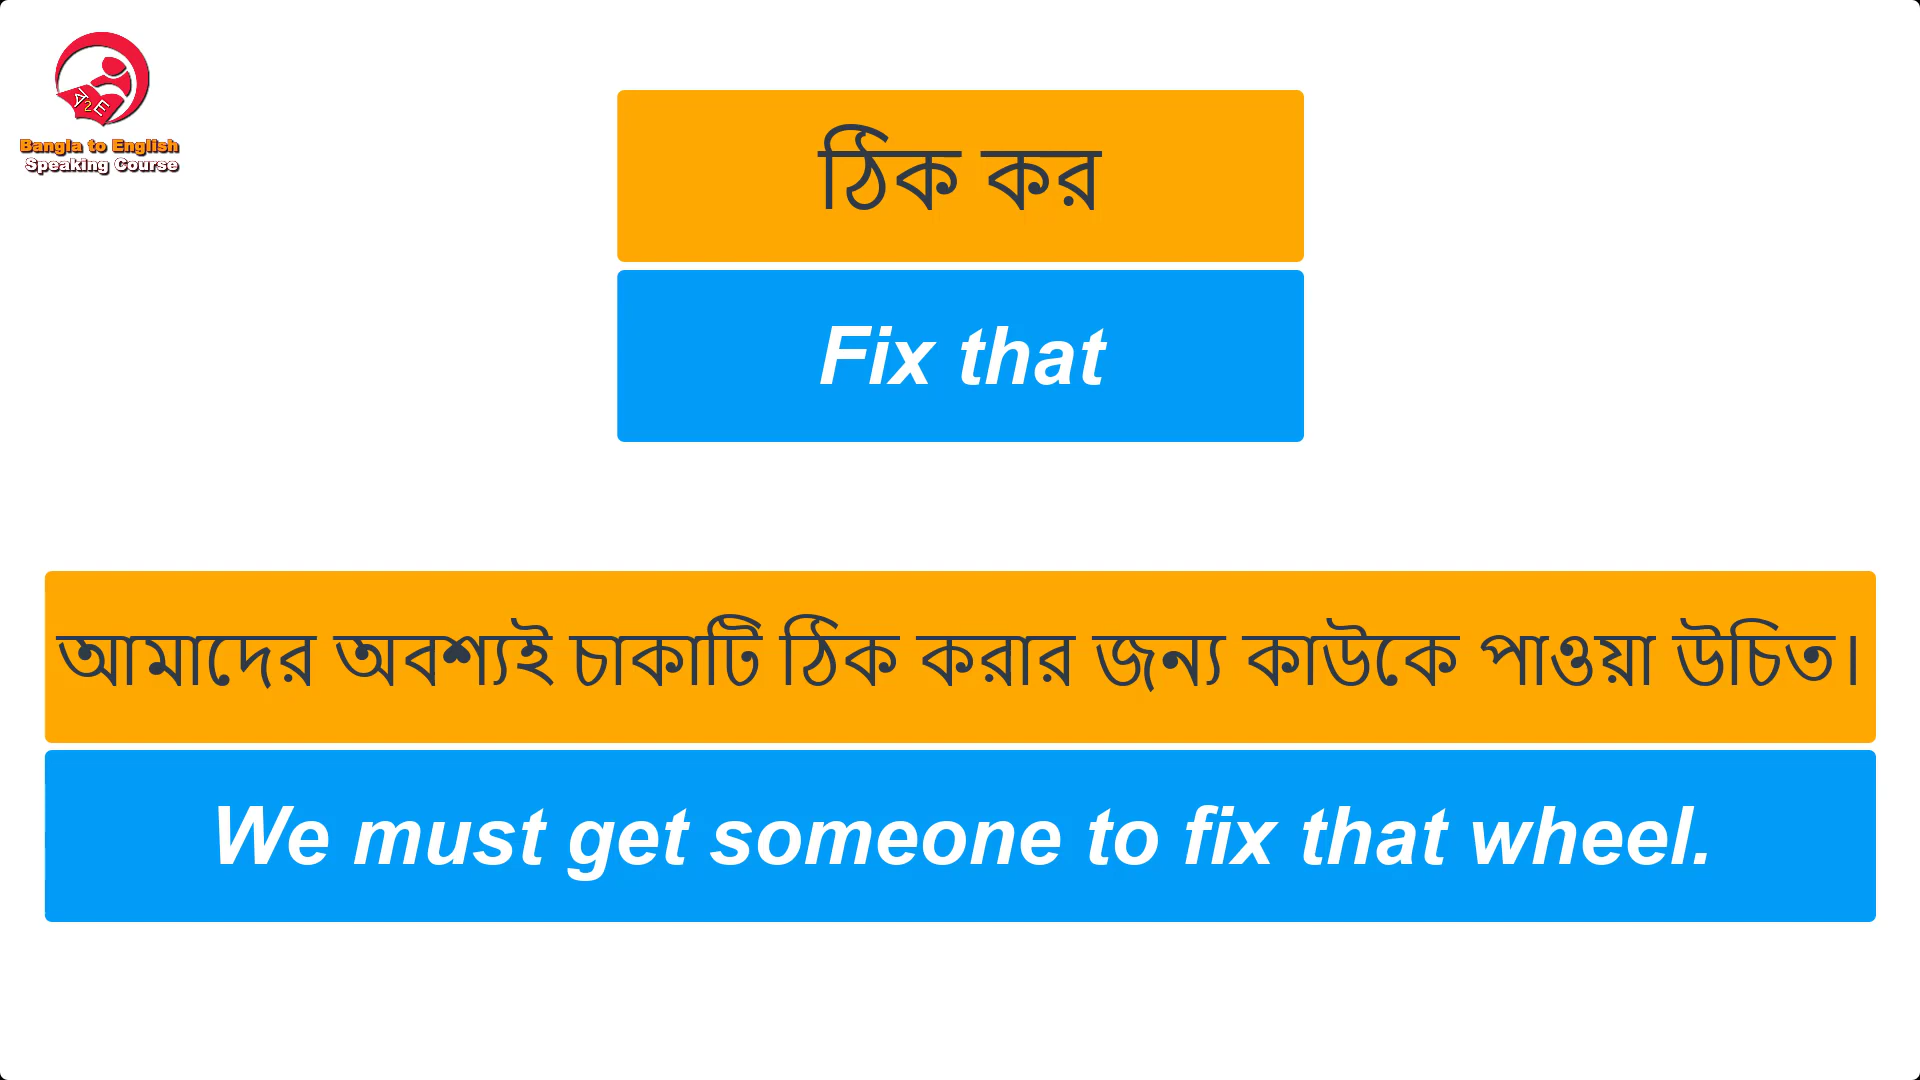 ব2E
Bangla to English
Speaking Course
ঠিক কর
Fix that
আমাদের অবশ্যই চাকাটি ঠিক করার জন্য কাউকে পাওয়া উচিত।
We must get someone to fix that wheel.